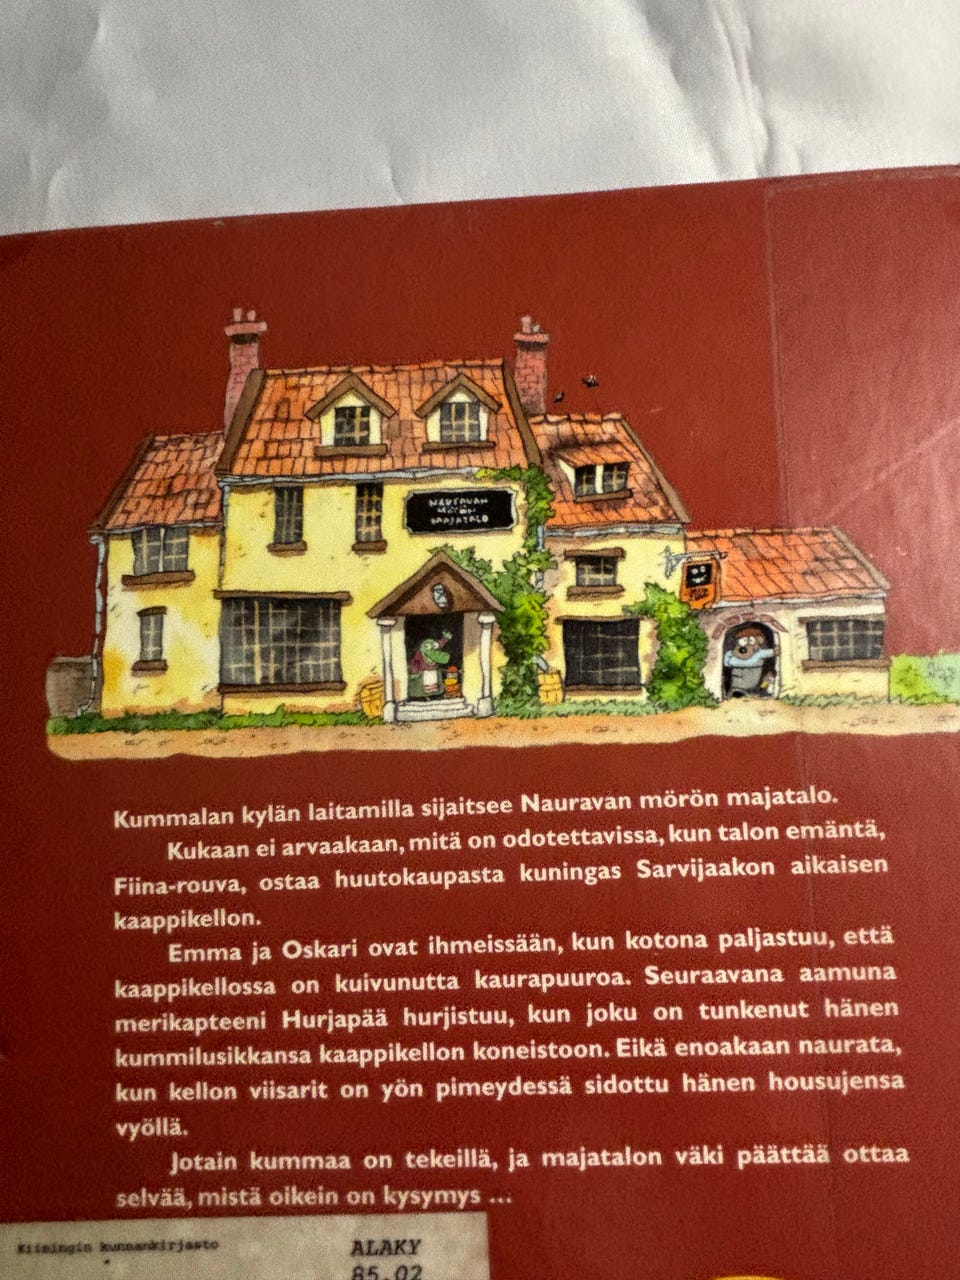 NAURAVAN
MÖRÖN
MAJATALO
Kummalan kylän laitamilla sijaitsee Nauravan mörön majatalo.
Kukaan ei arvaakaan, mitä on odotettavissa, kun talon emäntä,
Fiina-rouva, ostaa huutokaupasta kuningas Sarvijaakon aikaisen
kaappikellon.
Emma ja Oskari ovat ihmeissään, kun kotona paljastuu, että
kaappikellossa on kuivunutta kaurapuuroa. Seuraavana aamuna
merikapteeni Hurjapää hurjistuu, kun joku on tunkenut hänen
kummilusikkansa kaappikellon koneistoon. Eikä enoakaan naurata,
kun kellon viisarit on yön pimeydessä sidottu hänen housujensa
vyöllä.
Jotain kummaa on tekeillä, ja majatalon väki päättää ottaa
selvää, mistä oikein on kysymys ...
Kiimingin kunnankirjasto
ALAKY
85.02